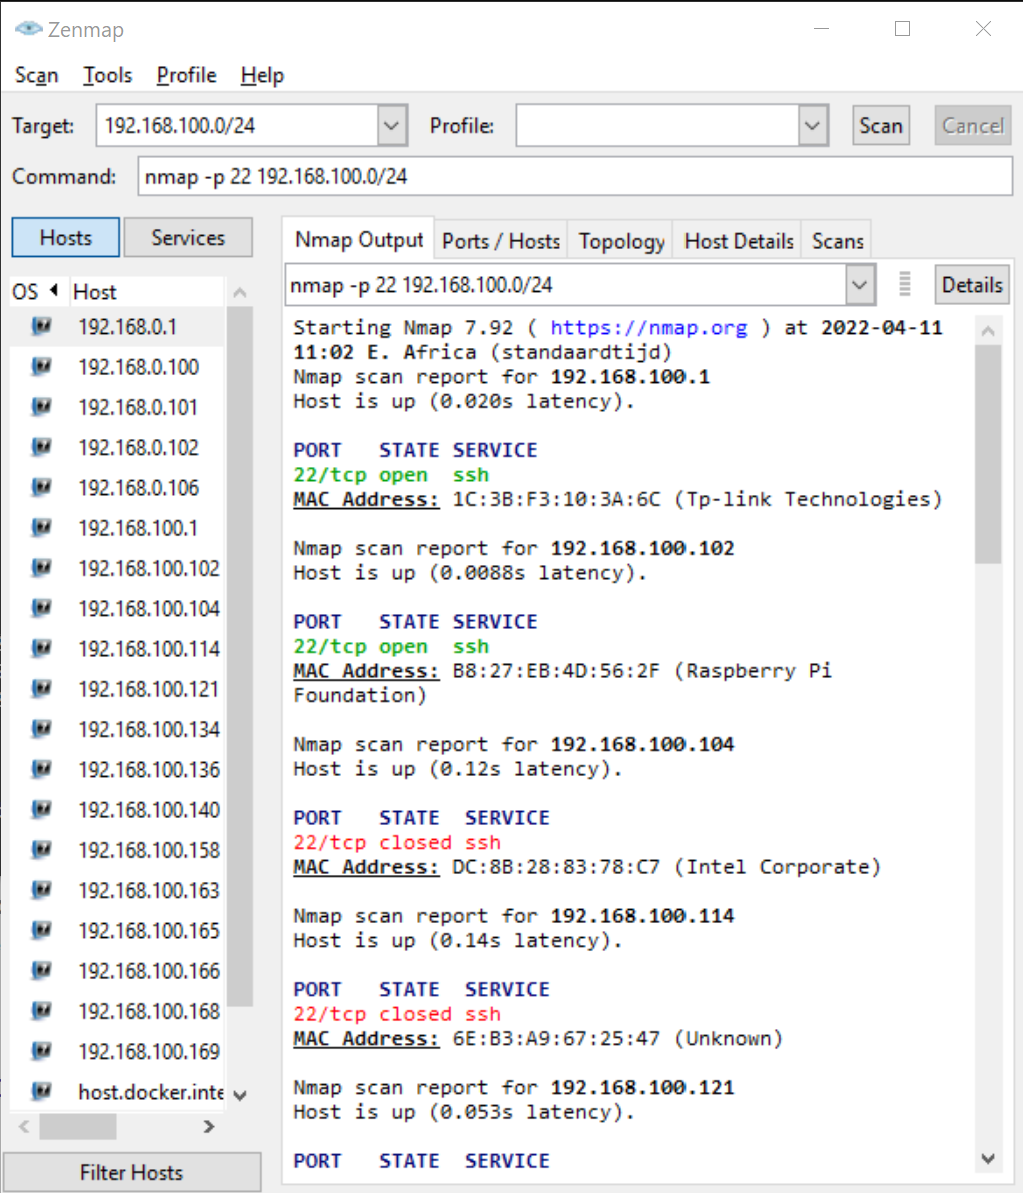 Zenmap
Scan Tools Profile Help
Target: 192.168.100.0/24 Profile: Scan Cancel
Command: nmap -p 22 192.168.100.0/24
Hosts Services
OS Host
192.168.0.1
192.168.0.100
192.168.0.101
192.168.0.102
192.168.0.106
192.168.100.1
192.168.100.102
192.168.100.104
192.168.100.114
192.168.100.121
192.168.100.134
192.168.100.136
192.168.100.140
192.168.100.158
192.168.100.163
192.168.100.165
192.168.100.166
192.168.100.168
192.168.100.169
host.docker.inte
Filter Hosts
Nmap Output Ports / Hosts Topology Host Details Scans
nmap -p 22 192.168.100.0/24 Details
Starting Nmap 7.92 ( https://nmap.org ) at 2022-04-11
11:02 E. Africa (standaardtijd)
Nmap scan report for 192.168.100.1
Host is up (0.020s latency).
PORT STATE SERVICE
22/tcp open ssh
MAC Address: 1C:3B:F3:10:3A:6C (Tp-link Technologies)
Nmap scan report for 192.168.100.102
Host is up (0.0088s latency).
PORT STATE SERVICE
22/tcp open ssh
MAC Address: B8:27:EB:4D:56:2F (Raspberry Pi
Foundation)
Nmap scan report for 192.168.100.104
Host is up (0.12s latency).
PORT STATE SERVICE
22/tcp closed ssh
MAC Address: DC:8B:28:83:78:C7 (Intel Corporate)
Nmap scan report for 192.168.100.114
Host is up (0.14s latency).
PORT STATE SERVICE
22/tcp closed ssh
MAC Address: 6E:B3:A9:67:25:47 (Unknown)
Nmap scan report for 192.168.100.121
Host is up (0.053s latency).
PORT STATE SERVICE